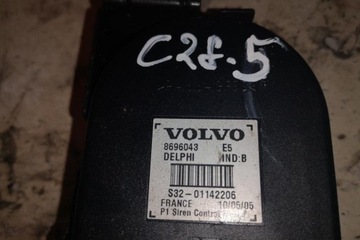 C28.5
VOLVO
8696043 E5
DELPHI IND:B
S32-01142206
FRANCE 10/05/05
P1 Siren Control